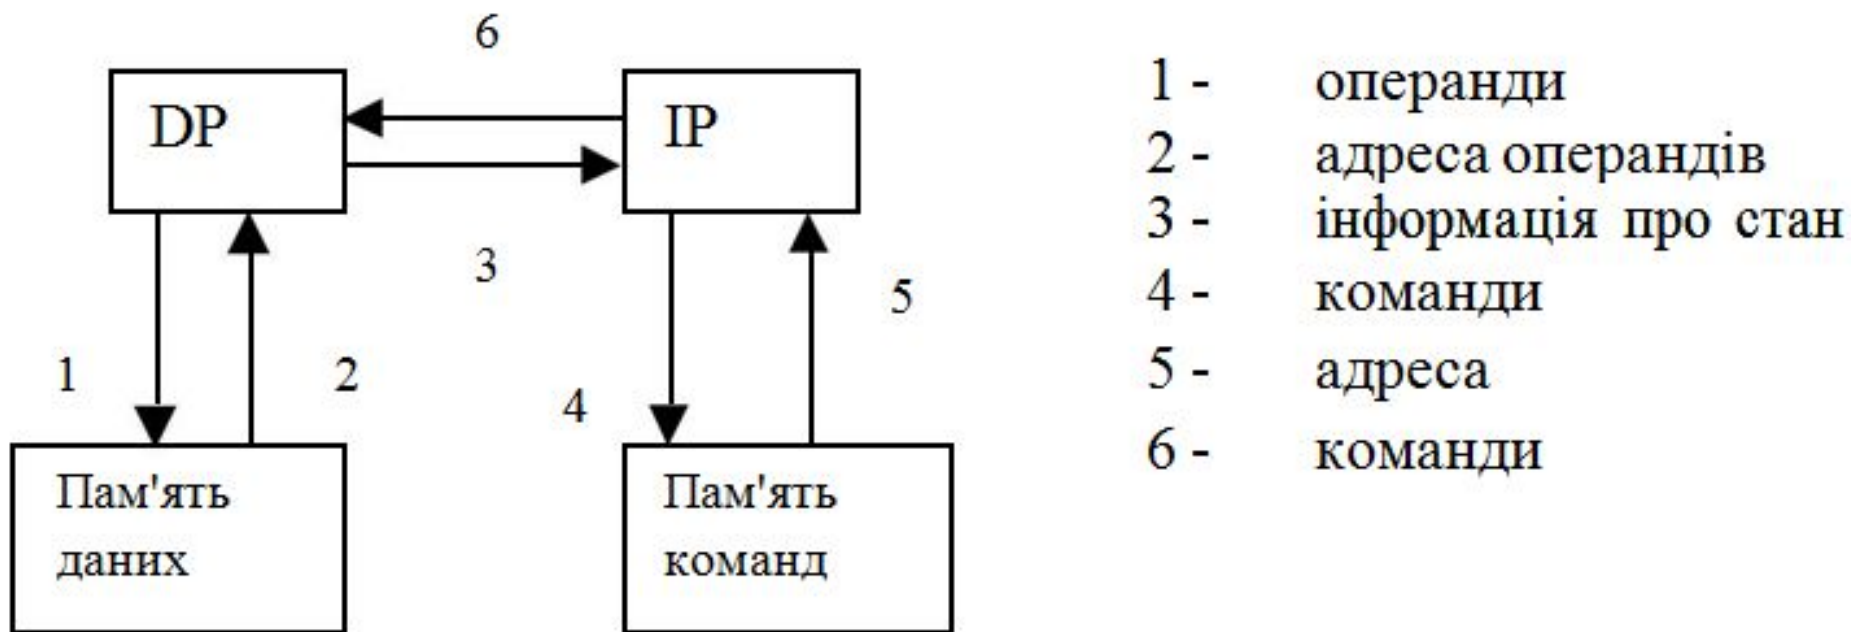 6
DP
IP
3
5
1
2
4
Пам'ять
даних
Пам'ять
команд
1 - операнди
2 - адреса операндів
3 - інформація про стан
4 - команди
5 - адреса
6 - команди